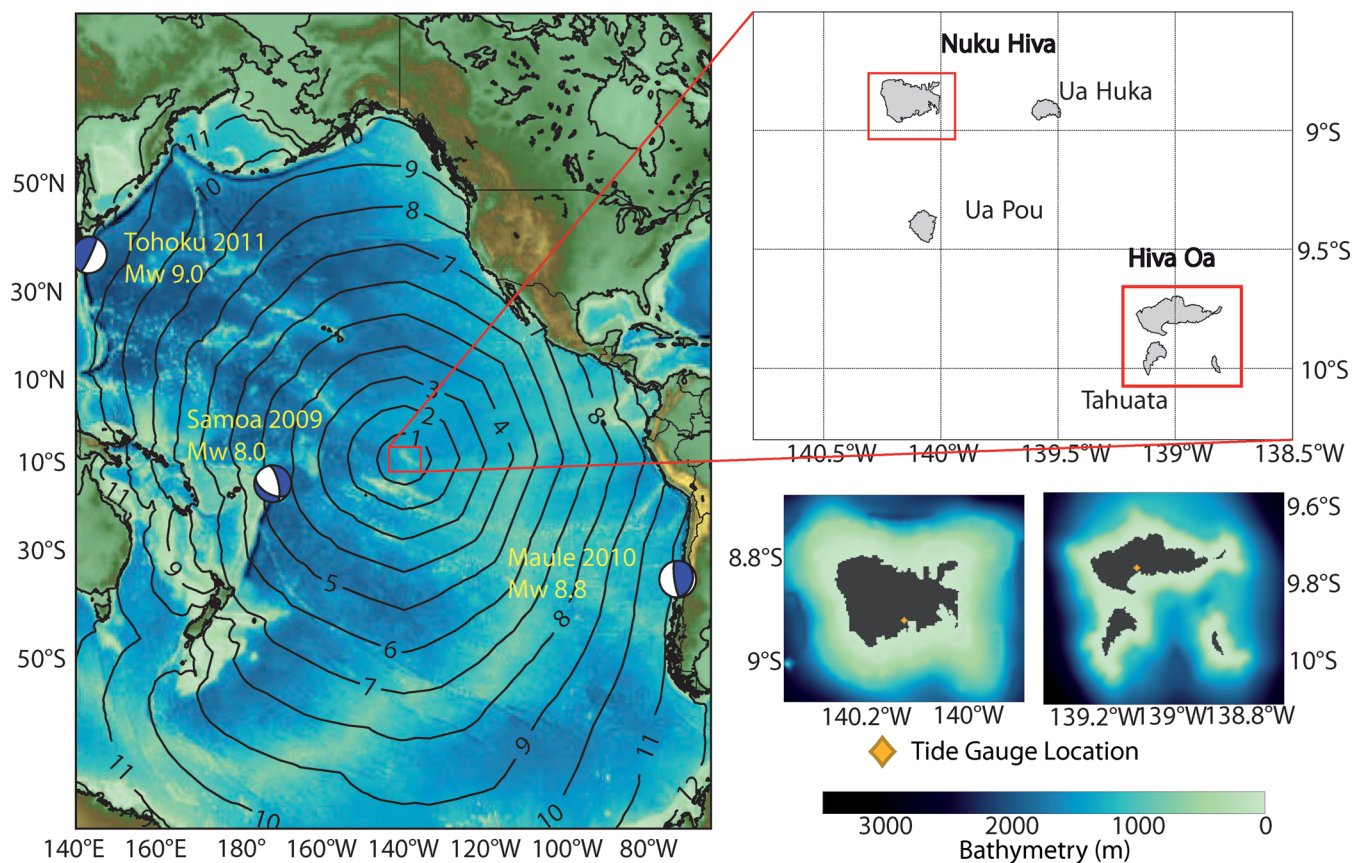 50°N
30°N
10°N
10°S
30°S
50°S
140°E
160°E
180°
160°W
140°W
120°W
100°W
80°W
Tohoku 2011
Mw 9.0
Samoa 2009
Mw 8.0
Maule 2010
Mw 8.8
2
11
10
10
9
8
7
7
8
3
2
1
4
11
9
5
6
7
8
9
10
11
11
10
9
12
Nuku Hiva
Ua Huka
Ua Pou
Hiva Oa
Tahuata
9°S
9.5°S
10°S
140.5°W
140°W
139.5°W
139°W
138.5°W
8.8°S
9°S
140.2°W
140°W
9.6°S
9.8°S
10°S
139.2°W
139°W
138.8°W
Tide Gauge Location
3000
2000
1000
0
Bathymetry (m)